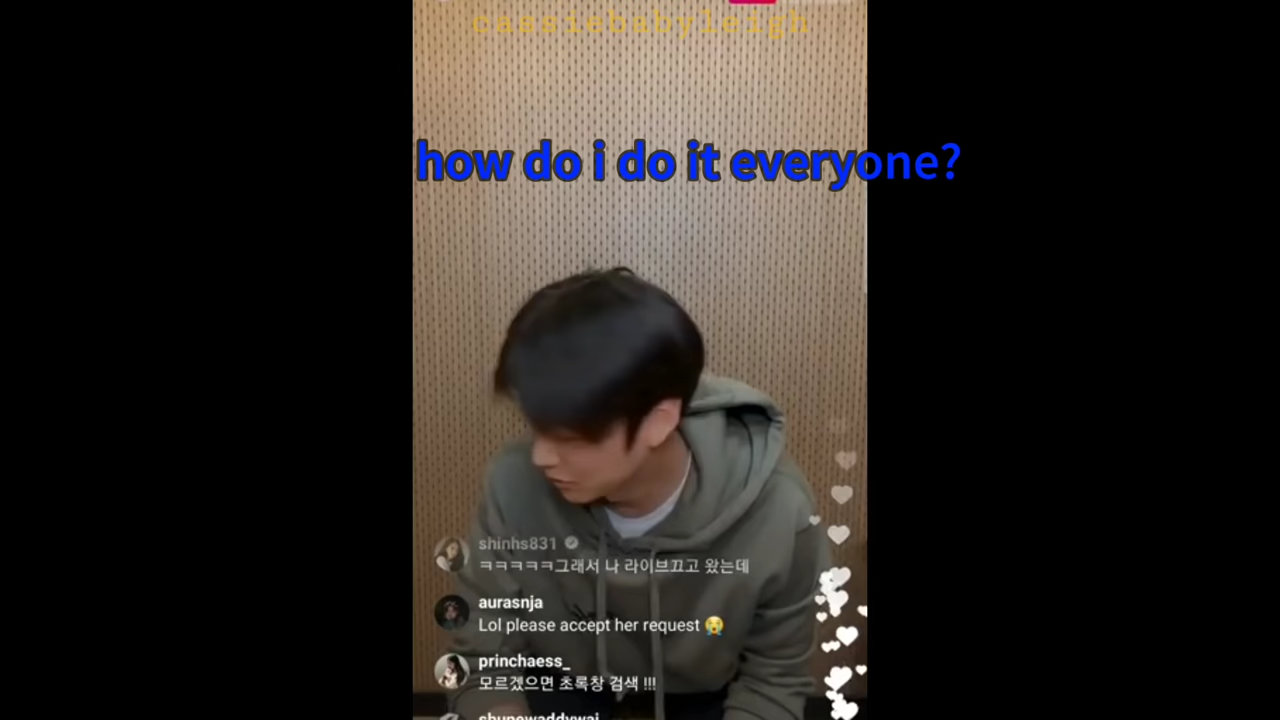 cassiebabyleigh
how do i do it everyone?
shinhs831
ㅋㅋㅋㅋㅋ그래서 나 라이브끄고 왔는데
aurasnja
Lol please accept her request 😭
princhaess_
모르겠으면 초록창 검색 !!!